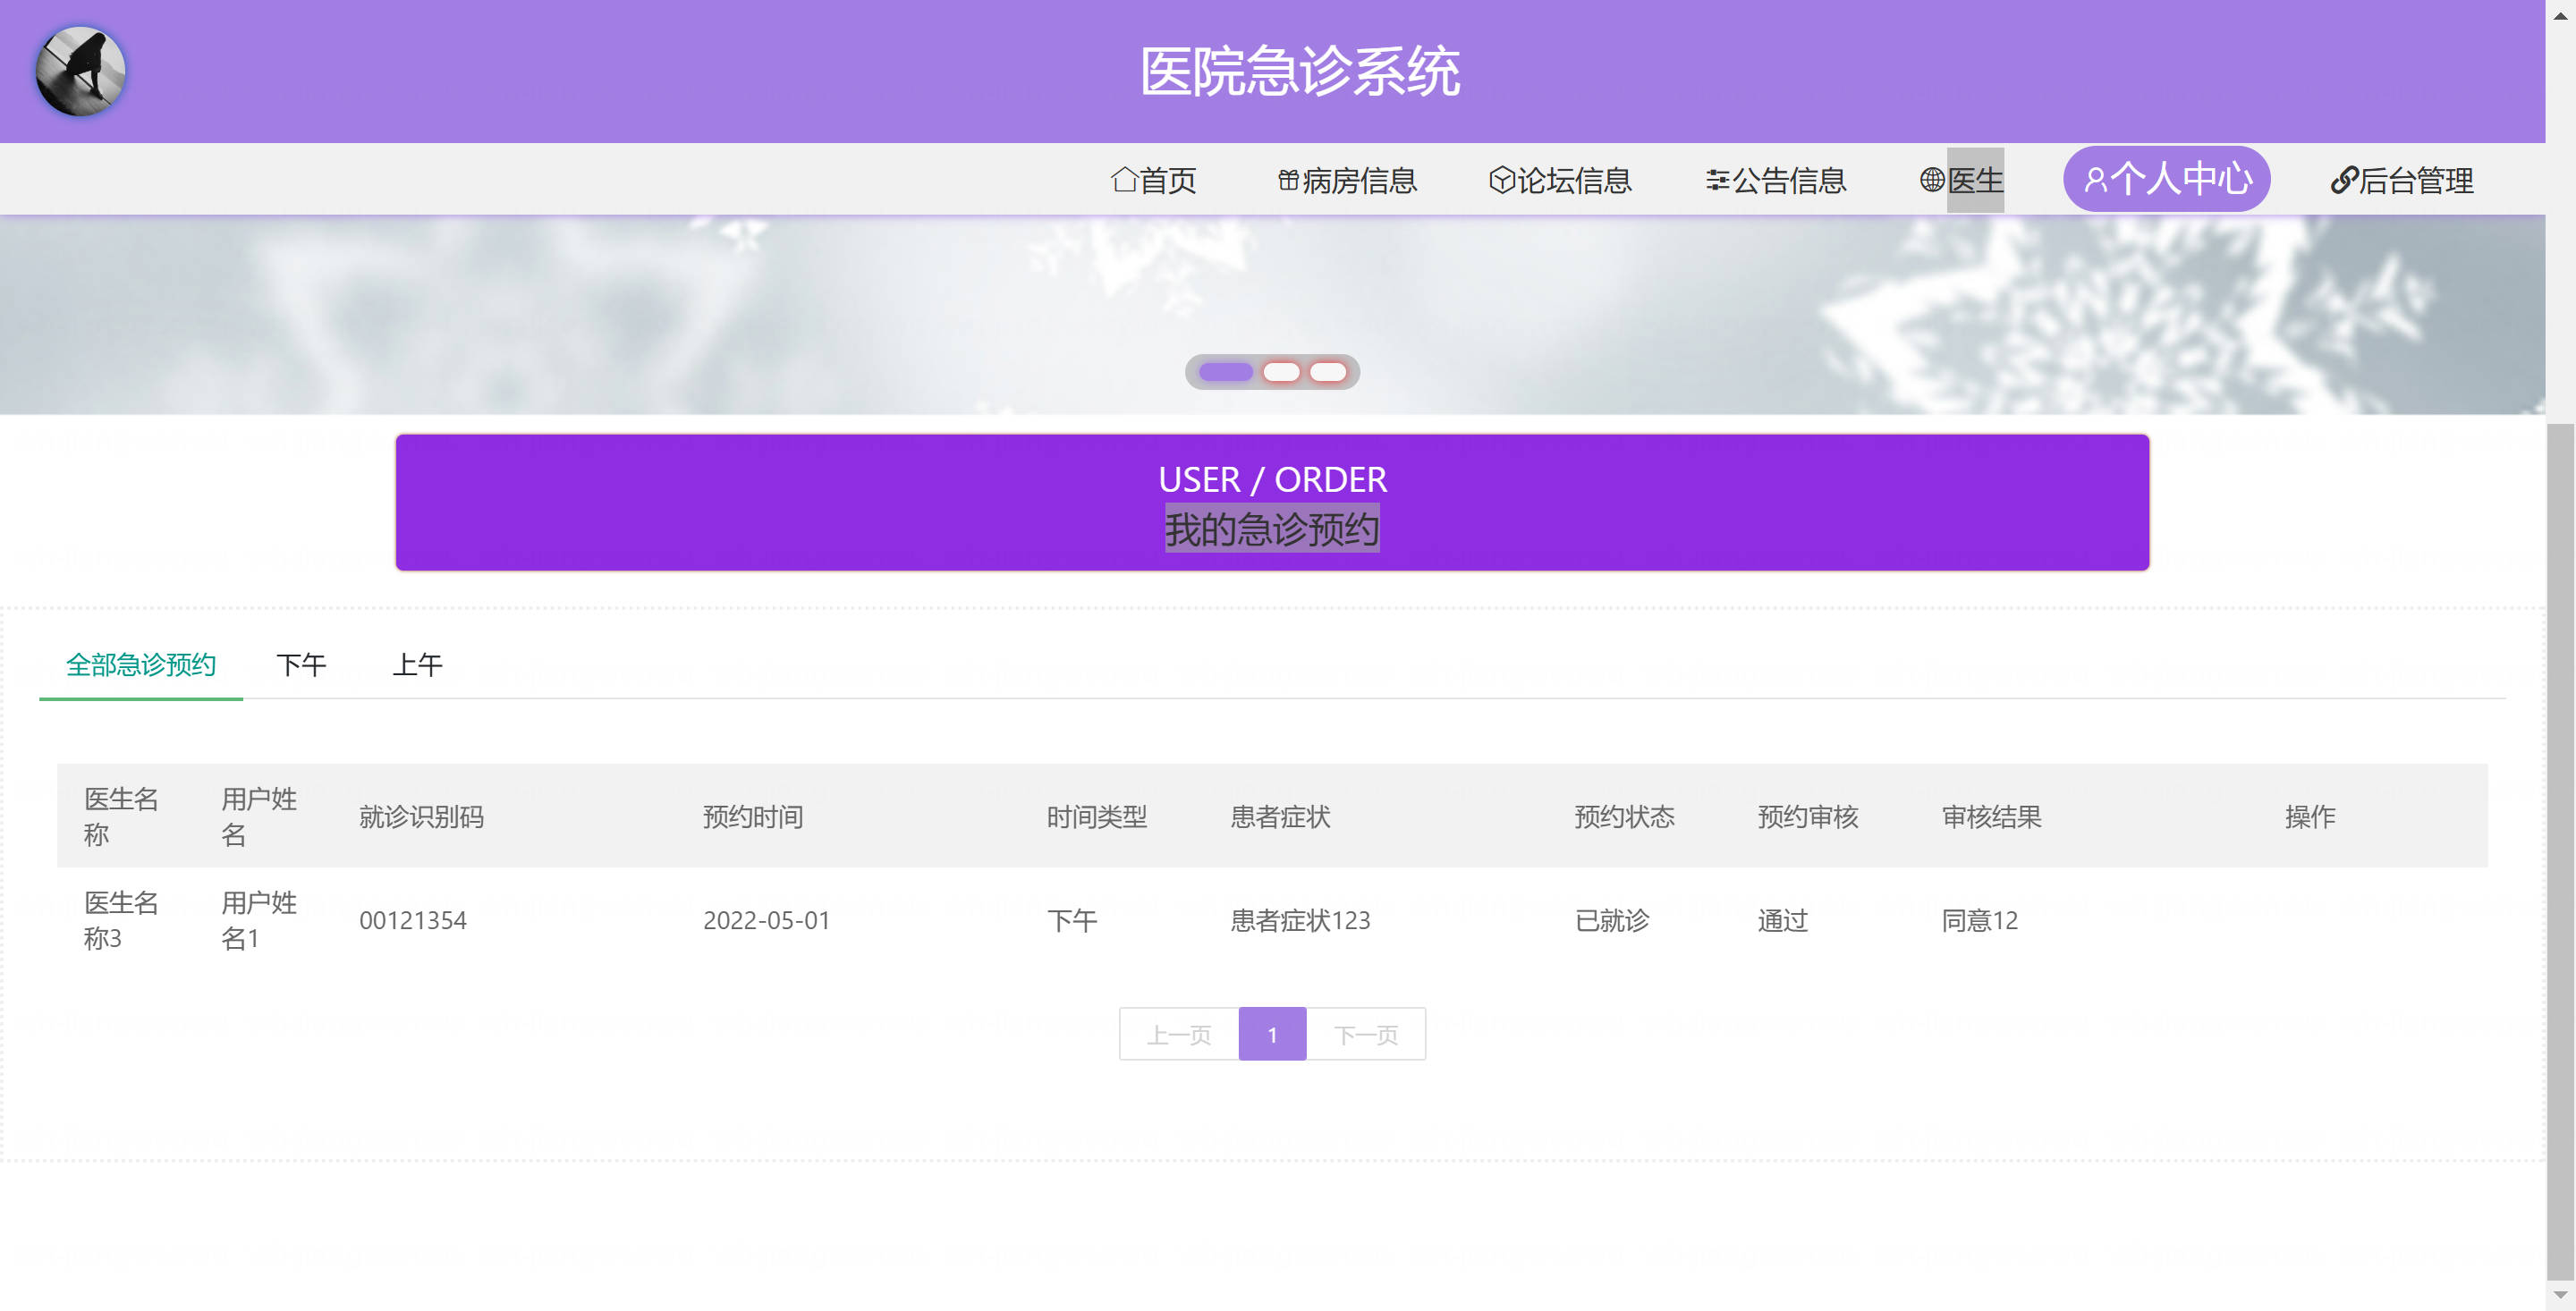 医院急诊系统
首页 病房信息 论坛信息 公告信息 医生 个人中心 后台管理
USER / ORDER
我的急诊预约
全部急诊预约 下午 上午
医生名称 用户姓名 就诊识别码 预约时间 时间类型 患者症状 预约状态 预约审核 审核结果 操作
医生名称3 用户姓名1 00121354 2022-05-01 下午 患者症状123 已就诊 通过 同意12
上一页 1 下一页